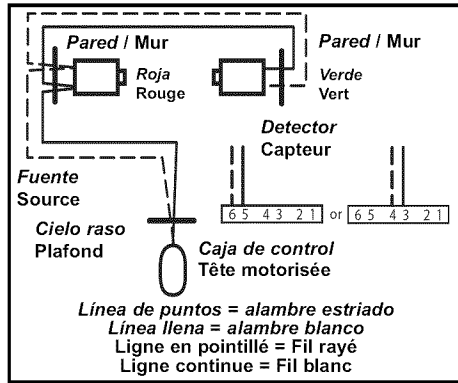 Pared / Mur
Pared / Mur
Roja
Rouge
Verde
Vert
Detector
Capteur
Fuente
Source
6 5 4 3 2 1 or 6 5 4 3 2 1
Cielo raso
Plafond
Caja de control
Tête motorisée
Línea de puntos = alambre estriado
Línea llena = alambre blanco
Ligne en pointillé = Fil rayé
Ligne continue = Fil blanc